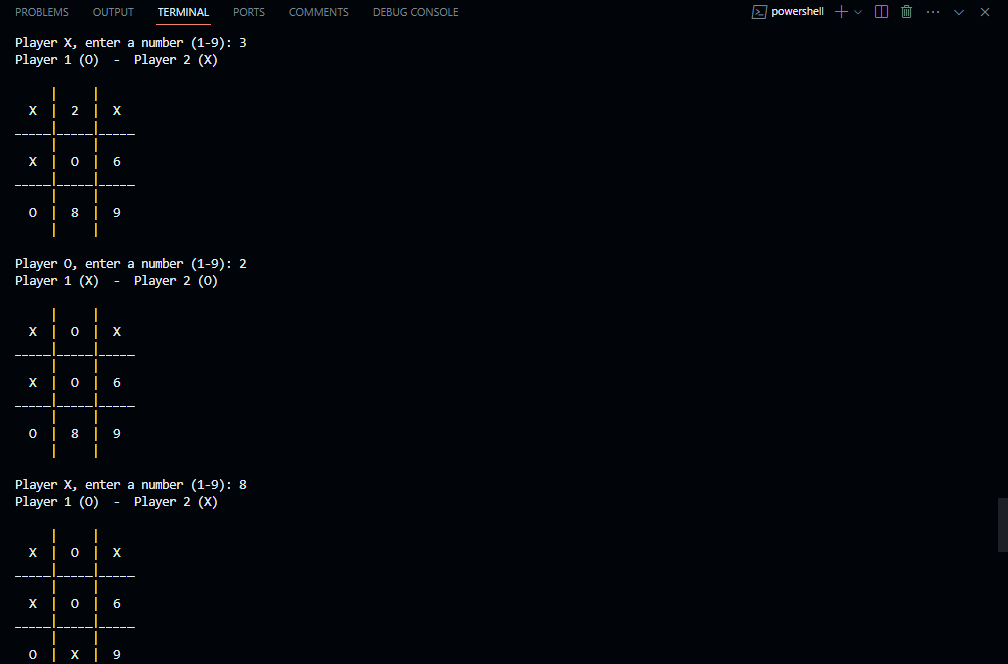 PROBLEMS OUTPUT TERMINAL PORTS COMMENTS DEBUG CONSOLE powershell
Player X, enter a number (1-9): 3
Player 1 (O) - Player 2 (X)
     |     |
  X  |  2  |  X
_____|_____|_____
     |     |
  X  |  O  |  6
_____|_____|_____
     |     |
  O  |  8  |  9
     |     |
Player O, enter a number (1-9): 2
Player 1 (X) - Player 2 (O)
     |     |
  X  |  O  |  X
_____|_____|_____
     |     |
  X  |  O  |  6
_____|_____|_____
     |     |
  O  |  8  |  9
     |     |
Player X, enter a number (1-9): 8
Player 1 (O) - Player 2 (X)
     |     |
  X  |  O  |  X
_____|_____|_____
     |     |
  X  |  O  |  6
_____|_____|_____
     |     |
  O  |  X  |  9